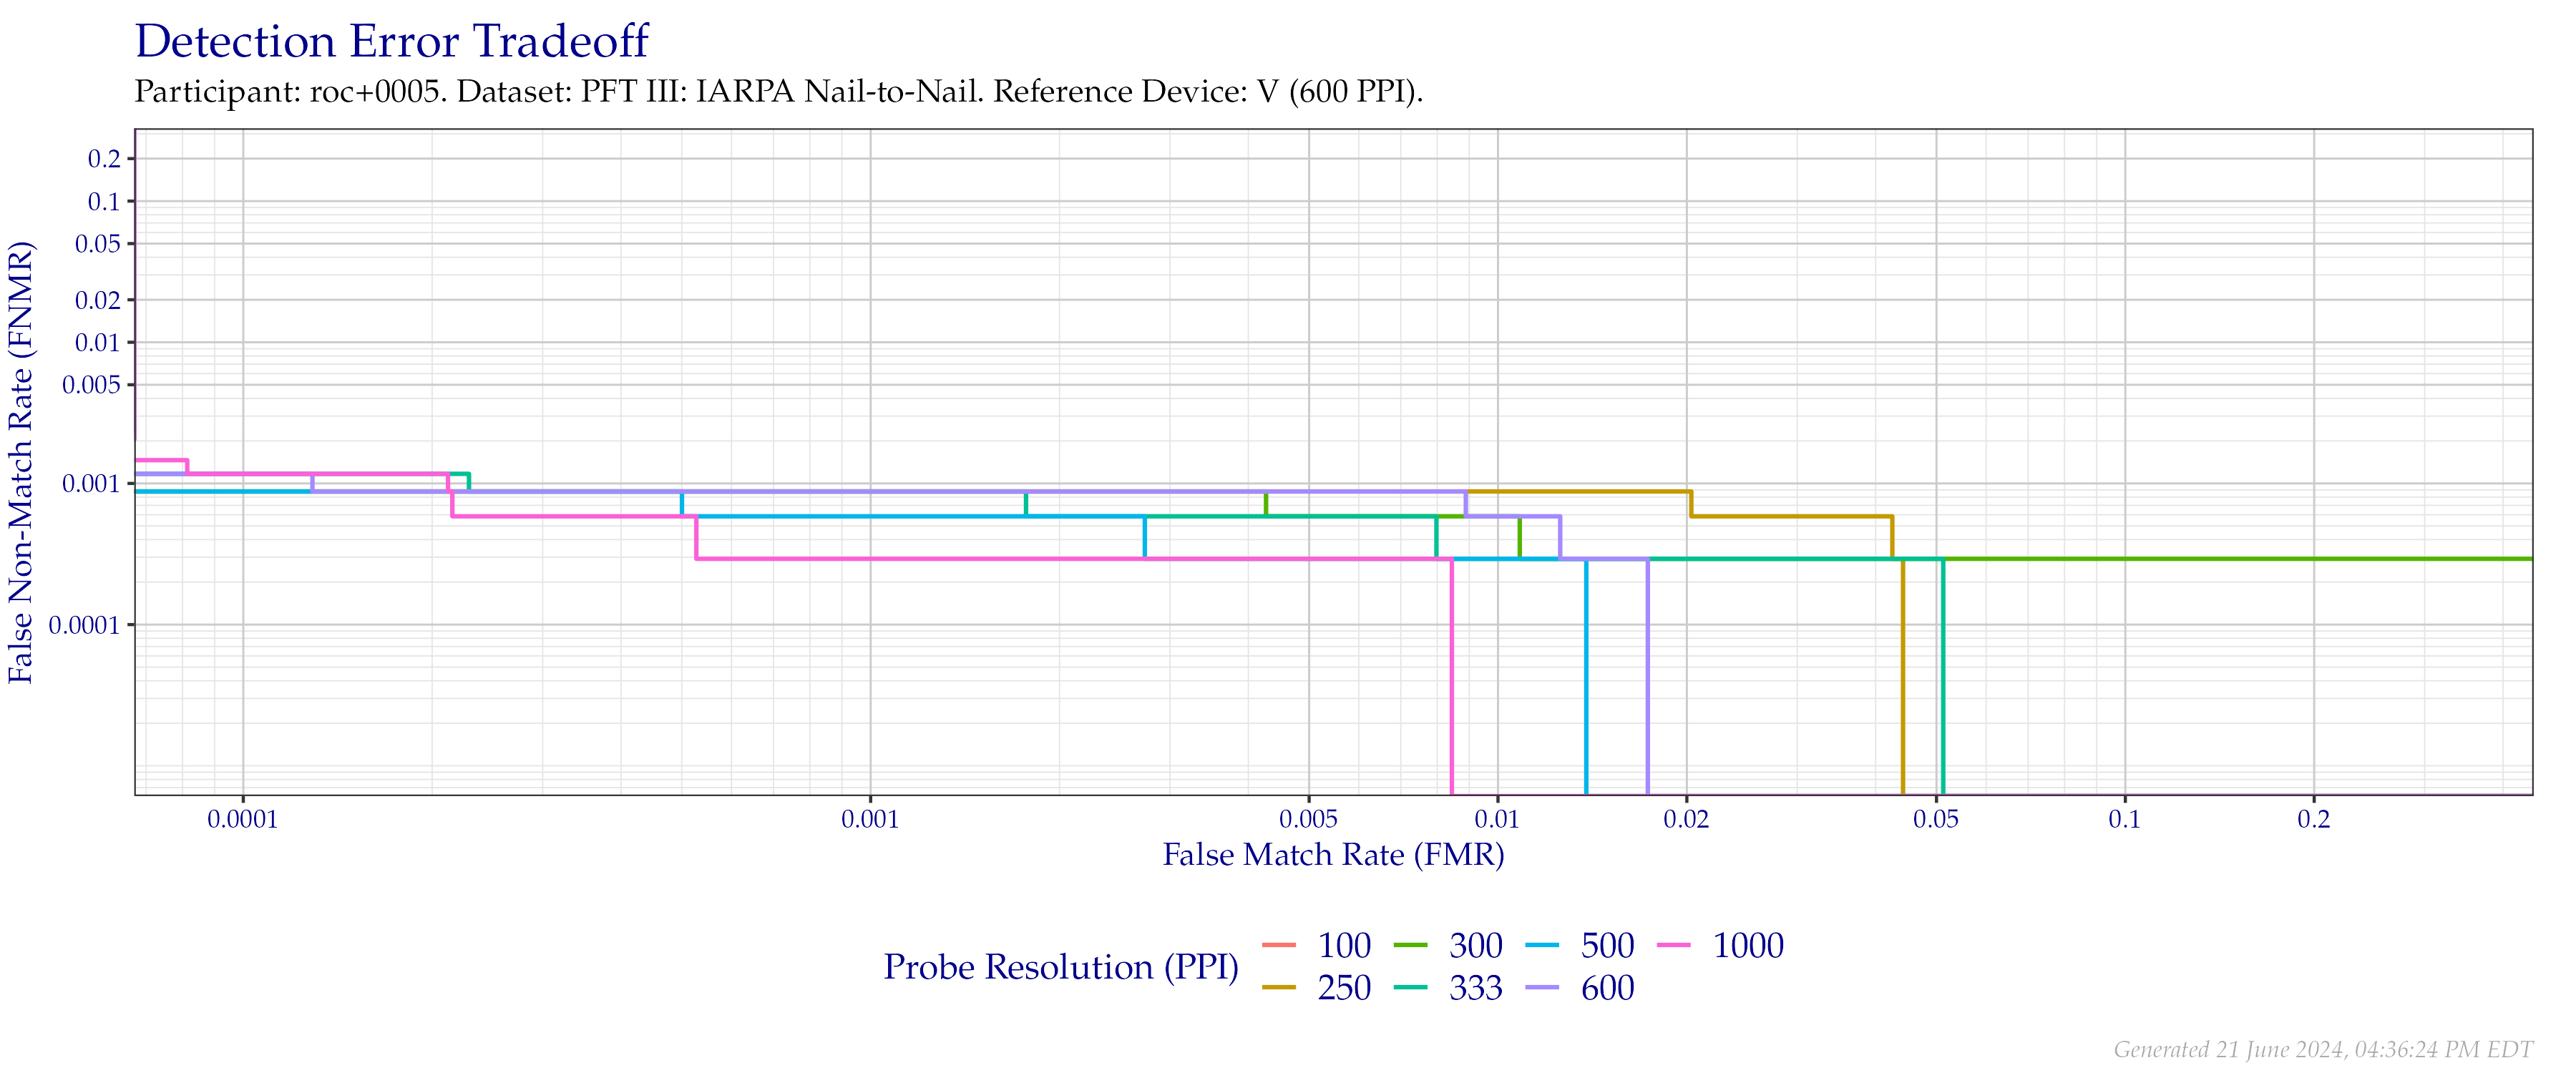 Detection Error Tradeoff
Participant: roc+0005. Dataset: PFT III: IARPA Nail-to-Nail. Reference Device: V (600 PPI).
False Non-Match Rate (FNMR)
0.2
0.1
0.05
0.02
0.01
0.005
0.001
0.0001
0.0001 0.001 0.005 0.01 0.02 0.05 0.1 0.2
False Match Rate (FMR)
Probe Resolution (PPI)
100 300 500 1000
250 333 600
Generated 21 June 2024, 04:36:24 PM EDT